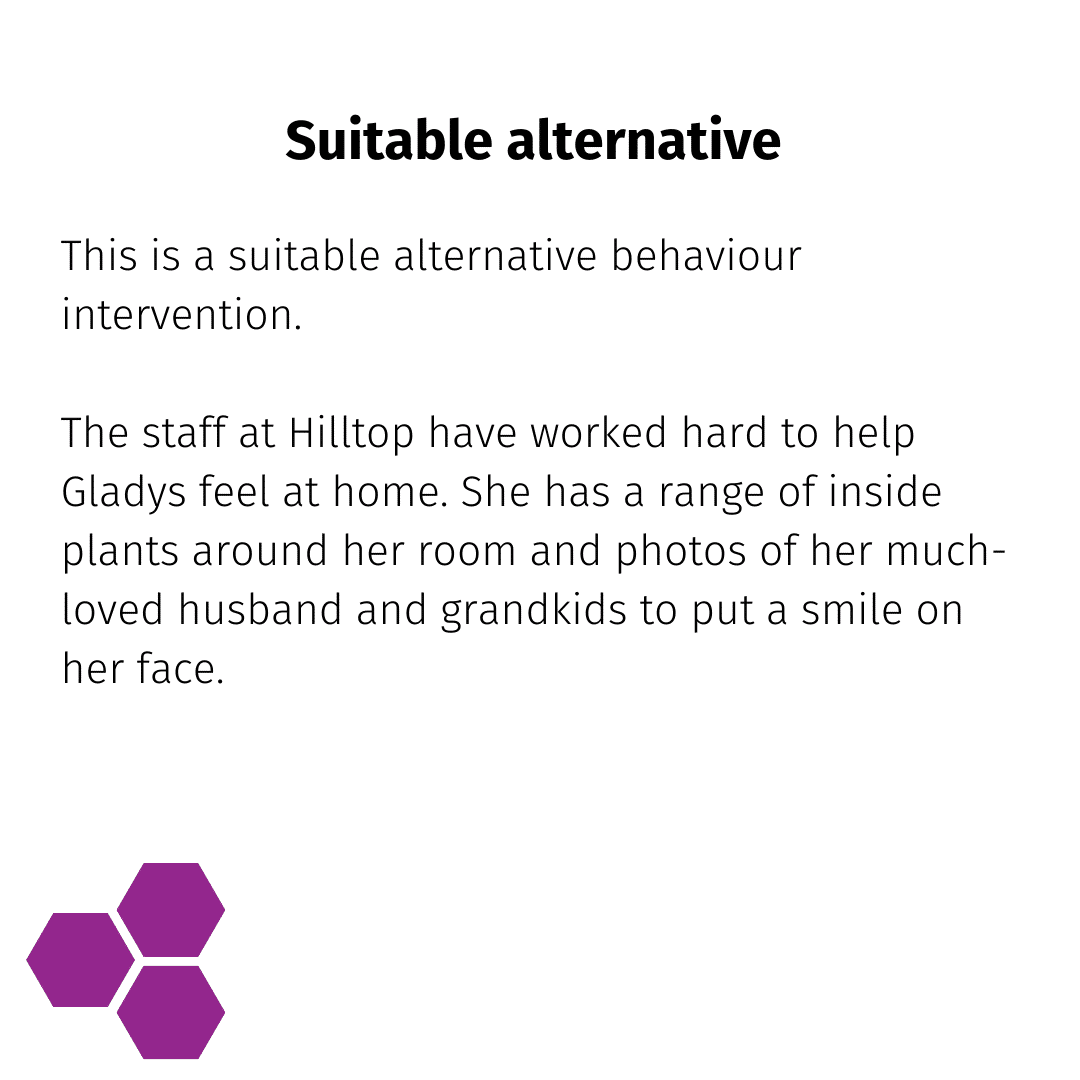 Suitable alternative
This is a suitable alternative behaviour
intervention.
The staff at Hilltop have worked hard to help
Gladys feel at home. She has a range of inside
plants around her room and photos of her much-
loved husband and grandkids to put a smile on
her face.